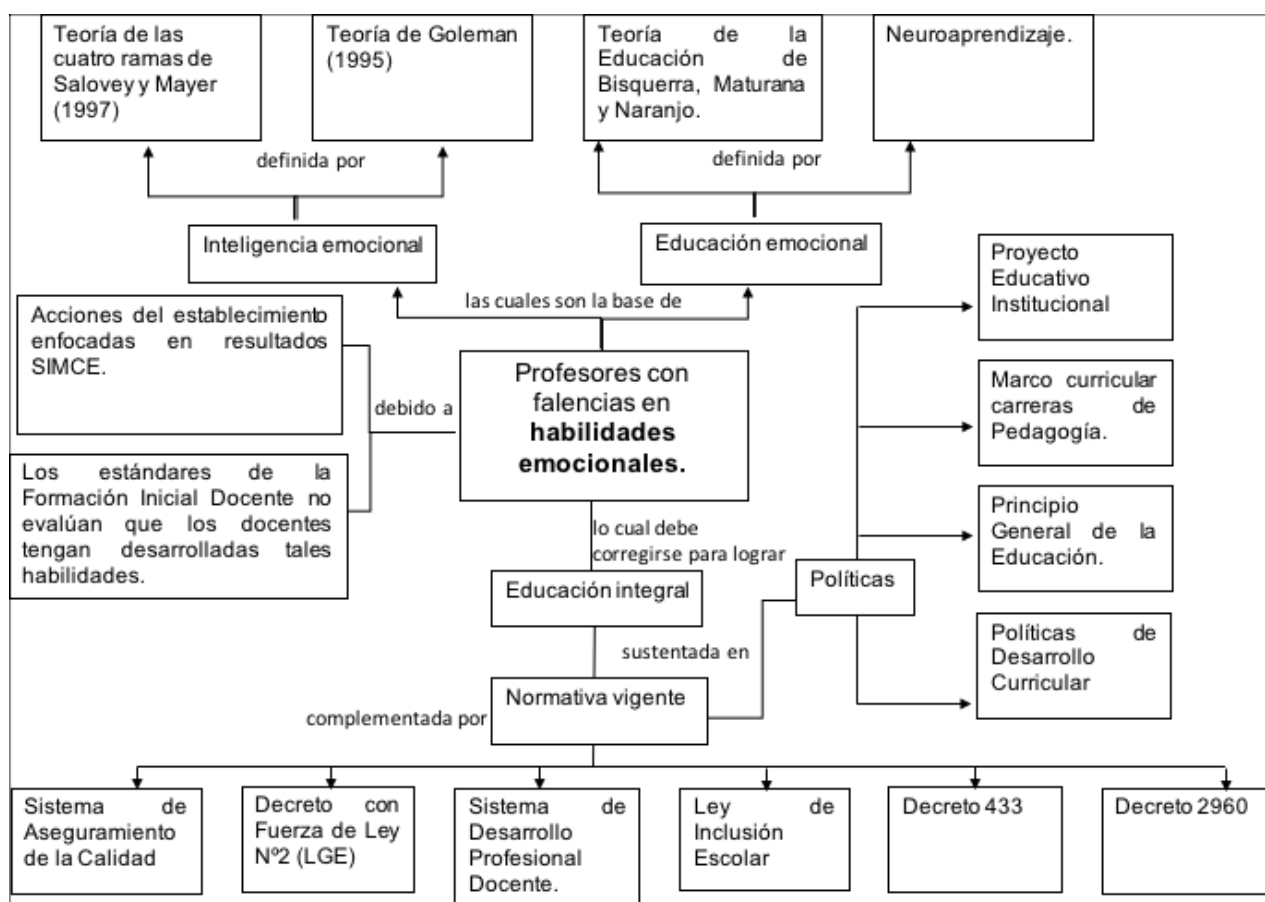 Teoría de las
cuatro ramas de
Salovey y Mayer
(1997)
Teoría de Goleman
(1995)
Teoría de la
Educación de
Bisquerra, Maturana
y Naranjo.
Neuroaprendizaje.
definida por
definida por
Inteligencia emocional
Educación emocional
las cuales son la base de
Acciones del establecimiento
enfocadas en resultados
SIMCE.
debido a
Los estándares de la
Formación Inicial Docente no
evalúan que los docentes
tengan desarrolladas tales
habilidades.
Profesores con
falencias en
habilidades
emocionales.
lo cual debe
corregirse para lograr
Educación integral
sustentada en
Normativa vigente
complementada por
Políticas
Proyecto
Educativo
Institucional
Marco curricular
carreras de
Pedagogía.
Principio
General de la
Educación.
Políticas de
Desarrollo
Curricular
Sistema de
Aseguramiento
de la Calidad
Decreto con
Fuerza de Ley
Nº2 (LGE)
Sistema de
Desarrollo
Profesional
Docente.
Ley de
Inclusión
Escolar
Decreto 433
Decreto 2960